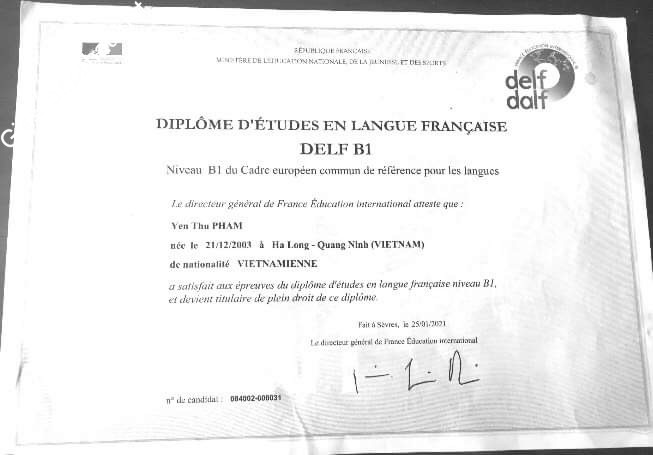 RÉPUBLIQUE FRANÇAISE
MINISTÈRE DE L'ÉDUCATION NATIONALE, DE LA JEUNESSE ET DES SPORTS
delf
dalf
DIPLÔME D'ÉTUDES EN LANGUE FRANÇAISE
DELF B1
Niveau B1 du Cadre européen commun de référence pour les langues
Le directeur général de France Éducation international atteste que :
Yen Thu PHAM
née le 21/12/2003 à Ha Long - Quang Ninh (VIETNAM)
de nationalité VIETNAMIENNE
a satisfait aux épreuves du diplôme d'études en langue française niveau B1,
et devient titulaire de plein droit de ce diplôme.
Fait à Sèvres, le 25/01/2021
Le directeur général de France Éducation international
n° de candidat : 084002-000031